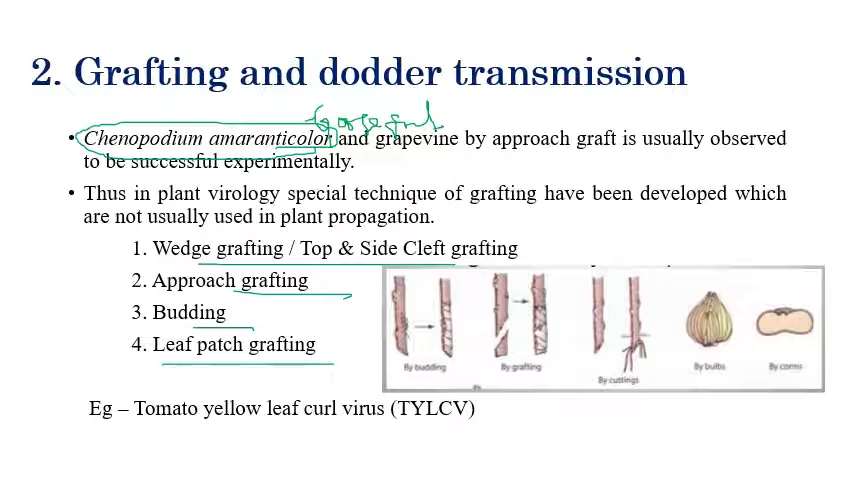 2. Grafting and dodder transmission
• Chenopodium amaranticolor and grapevine by approach graft is usually observed
to be successful experimentally.
• Thus in plant virology special technique of grafting have been developed which
are not usually used in plant propagation.
1. Wedge grafting / Top & Side Cleft grafting
2. Approach grafting
3. Budding
4. Leaf patch grafting
By budding By grafting By cuttings By bulbs By corms
Eg – Tomato yellow leaf curl virus (TYLCV)